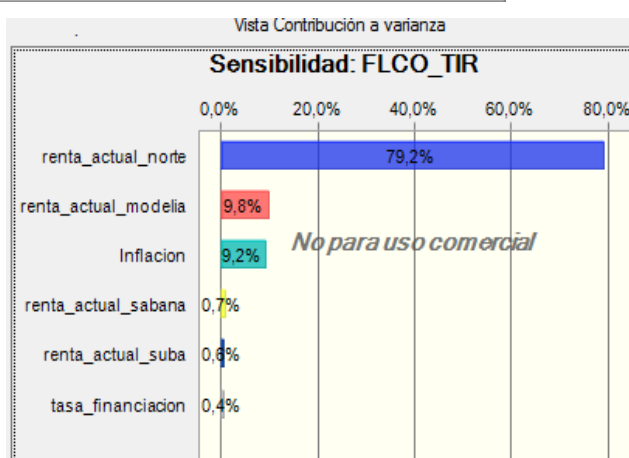 Vista Contribución a varianza
Sensibilidad: FLCO_TIR
0,0% 20,0% 40,0% 60,0% 80,0%
renta_actual_norte 79,2%
renta_actual_modelia 9,8%
No para uso comercial
Inflacion 9,2%
renta_actual_sabana 0,7%
renta_actual_suba 0,6%
tasa_financiacion 0,4%